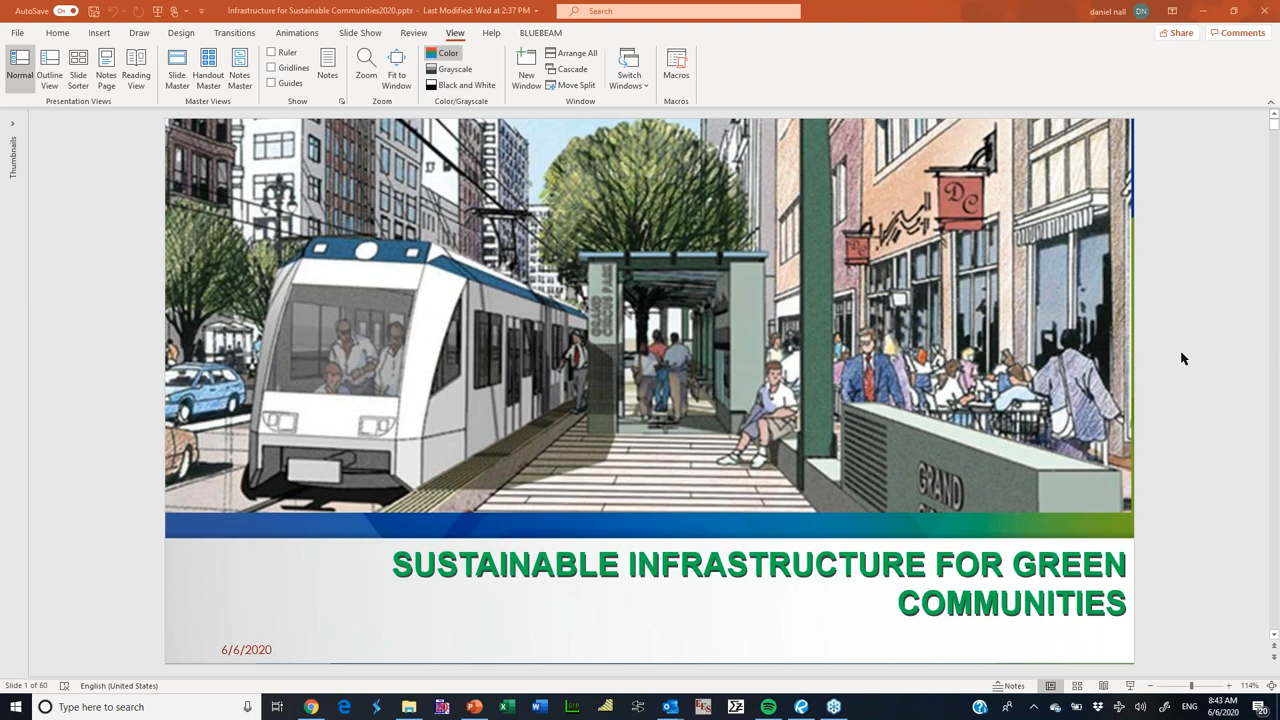 AutoSave On Infrastructure for Sustainable Communities2020.pptx - Last Modified: Wed at 2:37 PM Search daniel nall DN
File Home Insert Draw Design Transitions Animations Slide Show Review View Help BLUEBEAM Share Comments
Normal Outline View Slide Sorter Notes Page Reading View
Presentation Views
Slide Master Handout Master Notes Master
Master Views
Ruler
Gridlines
Guides
Notes
Show
Zoom Fit to Window
Zoom
Color
Grayscale
Black and White
Color/Grayscale
New Window
Arrange All
Cascade
Move Split
Switch Windows
Window
Macros
Macros
Thumbnails
DC
GRAND
CIRCUS PARK
GRAND
SUSTAINABLE INFRASTRUCTURE FOR GREEN
COMMUNITIES
6/6/2020
Slide 1 of 60 English (United States) Notes 114%
Type here to search ENG 8:43 AM
6/6/2020